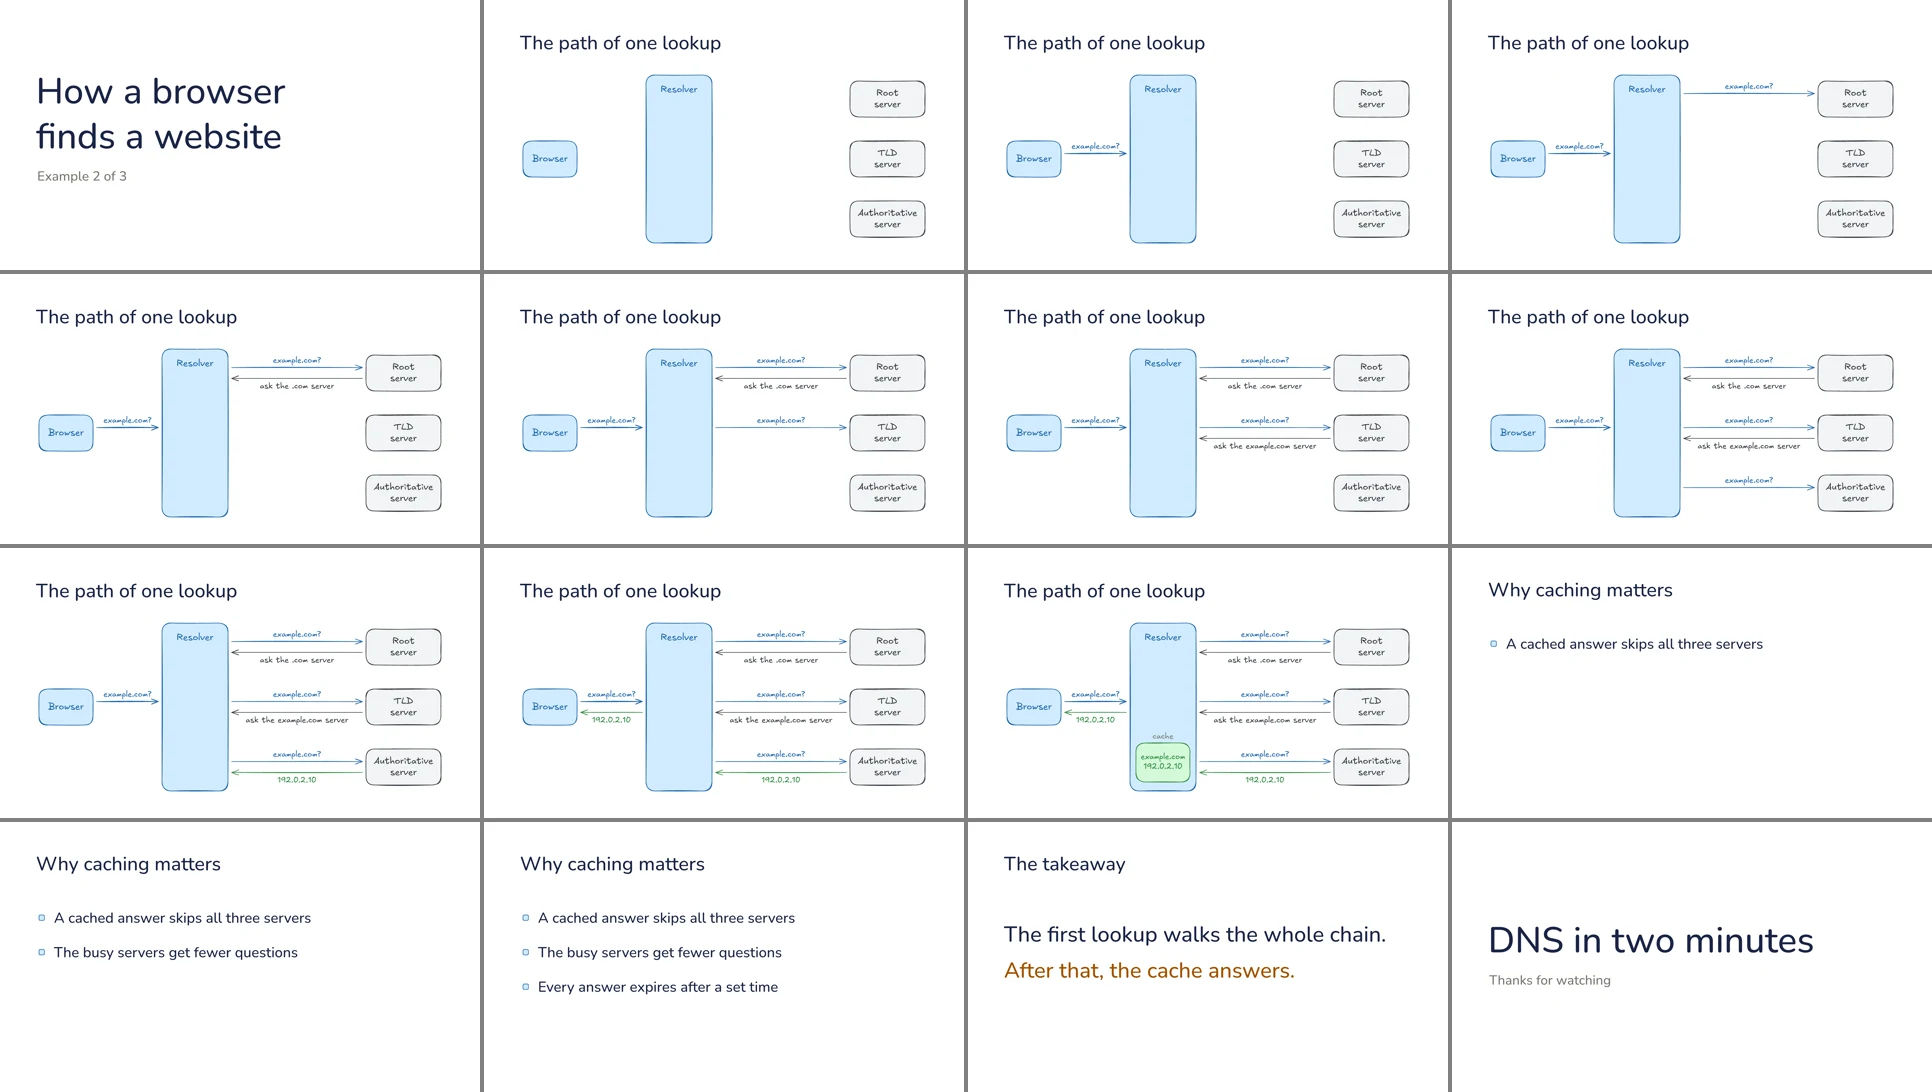 How a browser
finds a website
Example 2 of 3
The path of one lookup
Resolver
Root
server
Browser
TLD
server
Authoritative
server
The path of one lookup
Resolver
Root
server
Browser
example.com?
TLD
server
Authoritative
server
The path of one lookup
Resolver
example.com?
Root
server
Browser
example.com?
TLD
server
Authoritative
server
The path of one lookup
Resolver
example.com?
Root
server
ask the .com server
Browser
example.com?
TLD
server
Authoritative
server
The path of one lookup
Resolver
example.com?
Root
server
ask the .com server
Browser
example.com?
example.com?
TLD
server
Authoritative
server
The path of one lookup
Resolver
example.com?
Root
server
ask the .com server
Browser
example.com?
example.com?
TLD
server
ask the example.com server
Authoritative
server
The path of one lookup
Resolver
example.com?
Root
server
ask the .com server
Browser
example.com?
example.com?
TLD
server
ask the example.com server
example.com?
Authoritative
server
The path of one lookup
Resolver
example.com?
Root
server
ask the .com server
Browser
example.com?
example.com?
TLD
server
ask the example.com server
example.com?
Authoritative
server
192.0.2.10
The path of one lookup
Resolver
example.com?
Root
server
ask the .com server
Browser
example.com?
192.0.2.10
example.com?
TLD
server
ask the example.com server
example.com?
Authoritative
server
192.0.2.10
The path of one lookup
Resolver
example.com?
Root
server
ask the .com server
Browser
example.com?
192.0.2.10
example.com?
TLD
server
ask the example.com server
cache
example.com
192.0.2.10
example.com?
Authoritative
server
192.0.2.10
Why caching matters
A cached answer skips all three servers
Why caching matters
A cached answer skips all three servers
The busy servers get fewer questions
Why caching matters
A cached answer skips all three servers
The busy servers get fewer questions
Every answer expires after a set time
The takeaway
The first lookup walks the whole chain.
After that, the cache answers.
DNS in two minutes
Thanks for watching